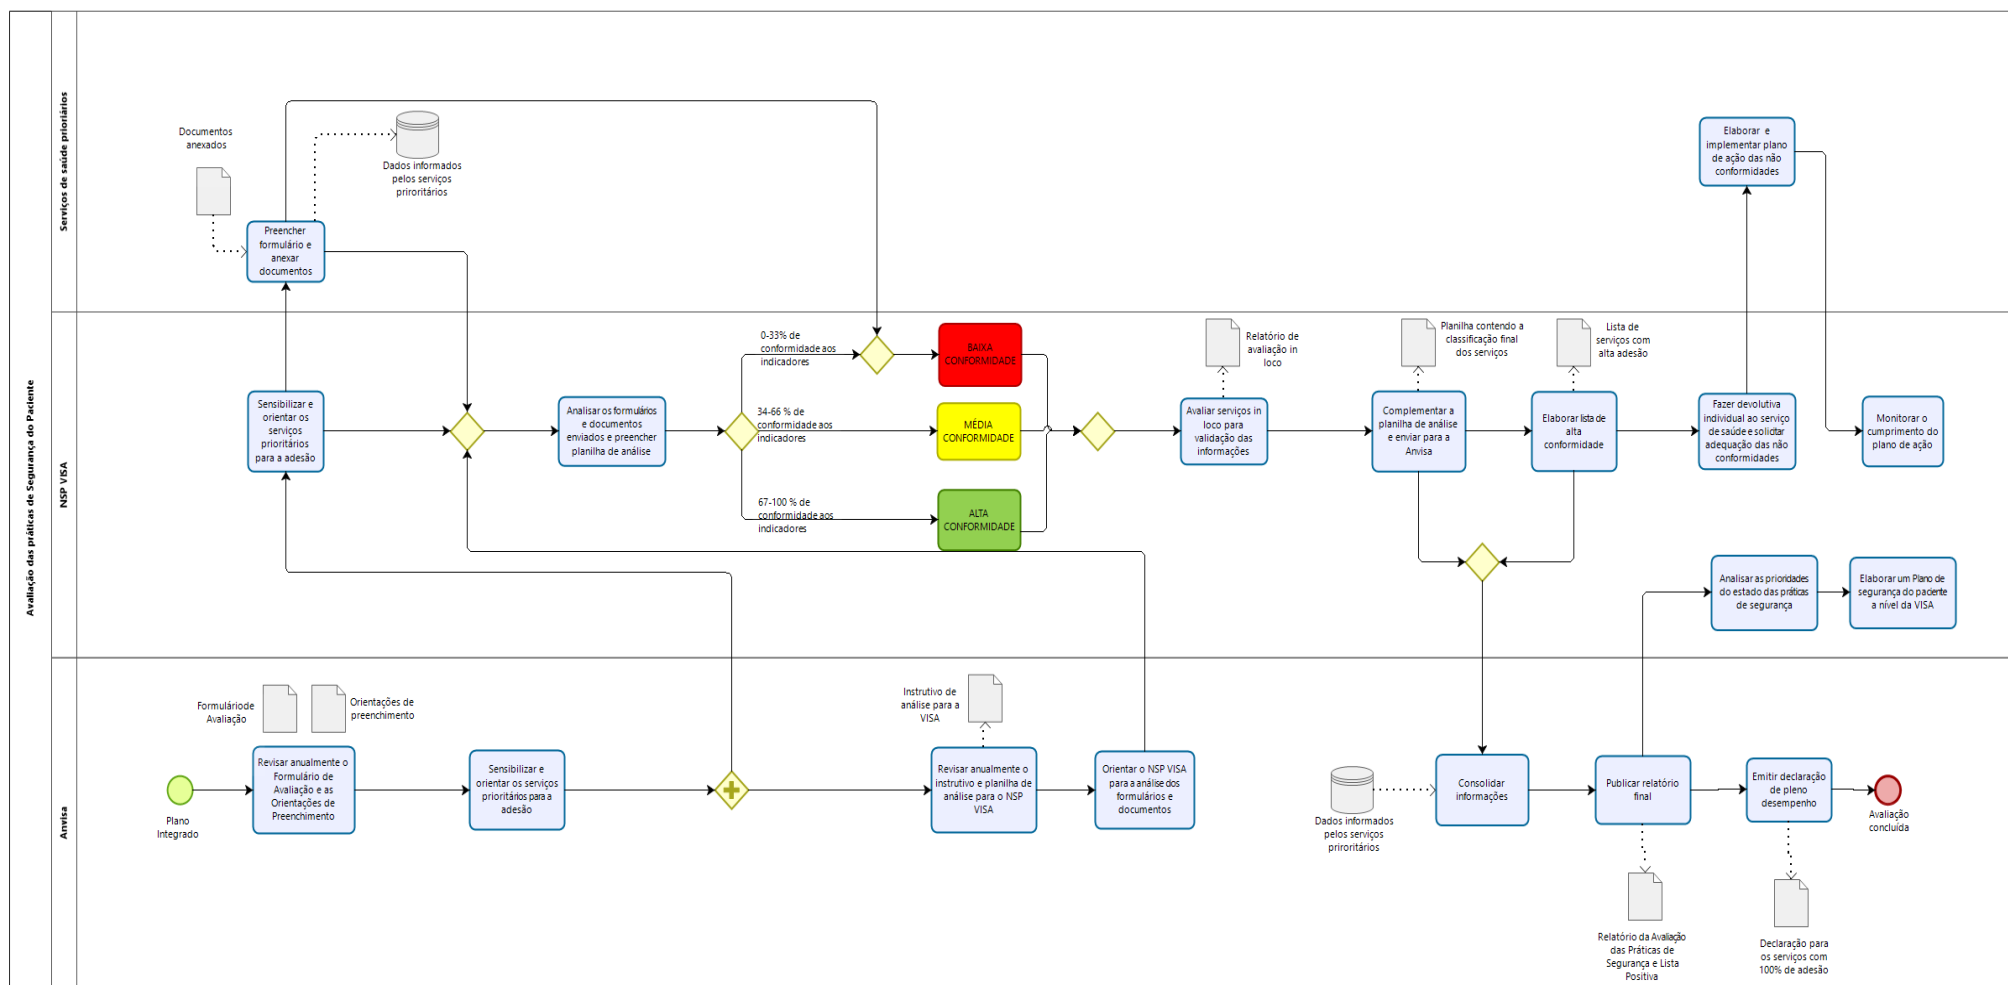 Avaliação das práticas de Segurança do Paciente
Serviços de saúde prioriários
Documentos
anexados
Dados informados
pelos serviços
priroritários
Preencher
formulário e
anexar
documentos
Elaborar e
implementar plano
de ação das não
conformidades
NSP VISA
Sensibilizar e
orientar os
serviços
prioritários
para a adesão
Analisar os formulários
e documentos
enviados e preencher
planilha de análise
0-33% de
conformidade aos
indicadores
34-66 % de
conformidade aos
indicadores
67-100 % de
conformidade aos
indicadores
BAIXA
CONFORMIDADE
MÉDIA
CONFORMIDADE
ALTA
CONFORMIDADE
Relatório de
avaliação in
loco
Avaliar serviços in
loco para
validação das
informações
Planilha contendo a
classificação final
dos serviços
Complementar a
planilha de análise
e enviar para a
Anvisa
Lista de
serviços com
alta adesão
Elaborar lista de
alta
conformidade
Fazer devolutiva
individual ao serviço
de saúde e solicitar
adequação das não
conformidades
Monitorar o
cumprimento do
plano de ação
Analisar as prioridades
do estado das práticas
de segurança
Elaborar um Plano de
segurança do paciente
a nível da VISA
Anvisa
Plano
Integrado
Formulário de
Avaliação
Orientações de
preenchimento
Revisar anualmente o
Formulário de
Avaliação e as
Orientações de
Preenchimento
Sensibilizar e
orientar os serviços
prioritários para a
adesão
Instrutivo de
análise para a
VISA
Revisar anualmente o
instrutivo e planilha de
análise para o NSP
VISA
Orientar o NSP VISA
para a análise dos
formulários e
documentos
Dados informados
pelos serviços
priroritários
Consolidar
informações
Publicar relatório
final
Relatório da Avaliação
das Práticas de
Segurança e Lista
Positiva
Emitir declaração
de pleno
desempenho
Declaração para
os serviços com
100% de adesão
Avaliação
concluída